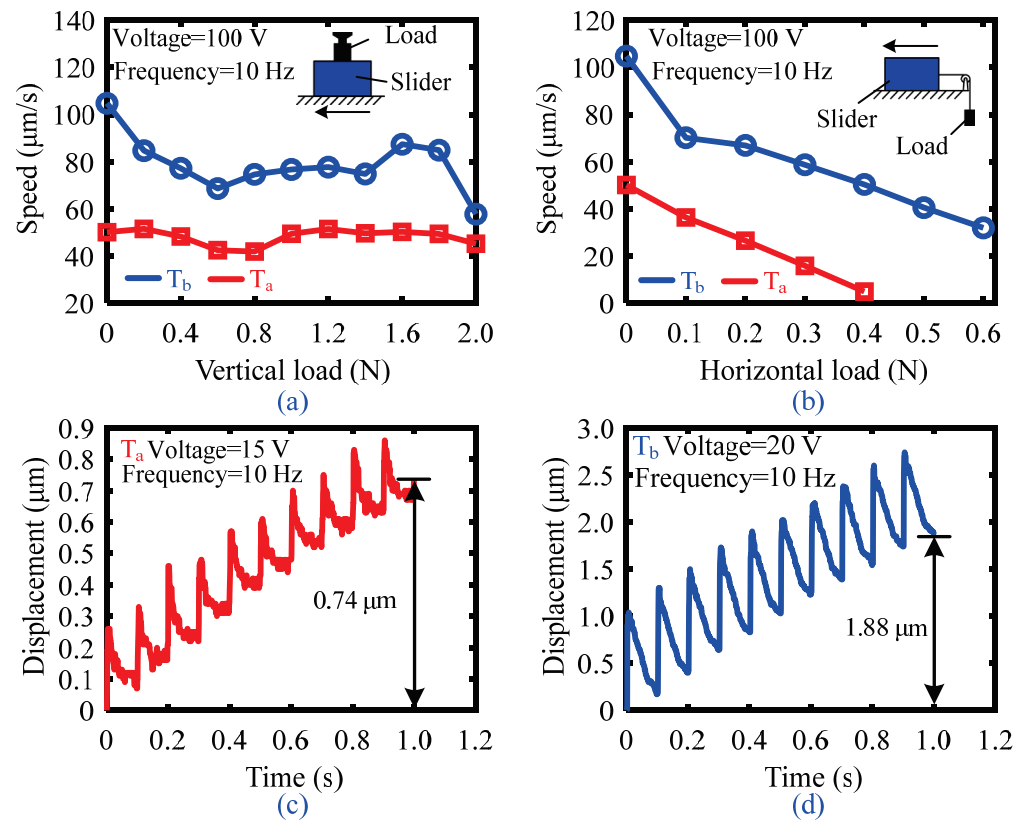 140
120
100
80
60
40
20
Speed (μm/s)
Voltage=100 V
Frequency=10 Hz
Load
Slider
T_b T_a
0 0.4 0.8 1.2 1.6 2.0
Vertical load (N)
(a)
120
100
80
60
40
20
0
Speed (μm/s)
Voltage=100 V
Frequency=10 Hz
Slider
Load
T_b T_a
0 0.1 0.2 0.3 0.4 0.5 0.6
Horizontal load (N)
(b)
0.9
0.8
0.7
0.6
0.5
0.4
0.3
0.2
0.1
0
Displacement (μm)
T_a Voltage=15 V
Frequency=10 Hz
0.74 μm
0 0.2 0.4 0.6 0.8 1.0 1.2
Time (s)
(c)
3.0
2.5
2.0
1.5
1.0
0.5
0
Displacement (μm)
T_b Voltage=20 V
Frequency=10 Hz
1.88 μm
0 0.2 0.4 0.6 0.8 1.0 1.2
Time (s)
(d)